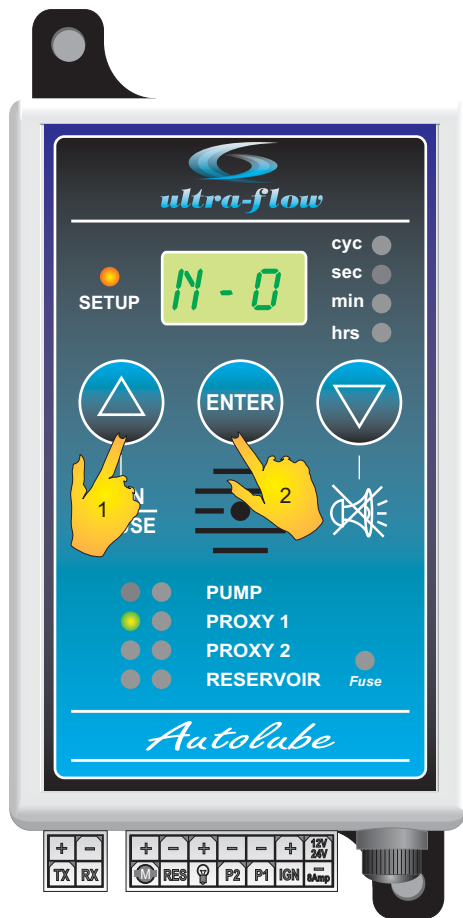 ultra-flow
cyc
sec
min
hrs
SETUP
N-0
ENTER
1
2
PUMP
PROXY 1
PROXY 2
RESERVOIR
Fuse
Autolube
+ - + - + - - + 12V 24V
TX RX M RES P2 P1 IGN - 8Amp